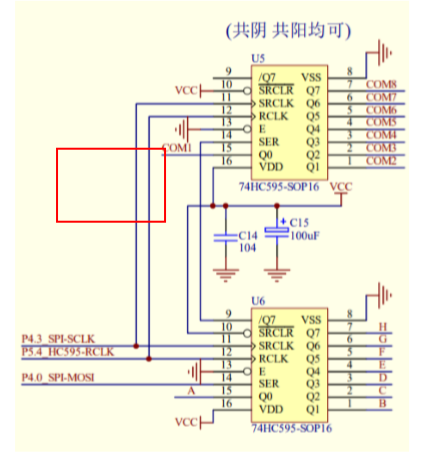 (共阴 共阳均可)
U5
9 /Q7 VSS 8
VCC 10 SRCLR Q7 7 COM8
11 SRCLK Q6 6 COM7
12 RCLK Q5 5 COM6
13 E Q4 4 COM5
14 SER Q3 3 COM4
COM1 15 Q0 Q2 2 COM3
16 VDD Q1 1 COM2
74HC595-SOP16 VCC
C14
104
+ C15
100uF
U6
9 /Q7 VSS 8
10 SRCLR Q7 7 H
P4.3_SPI-SCLK 11 SRCLK Q6 6 G
P5.4_HC595-RCLK 12 RCLK Q5 5 F
13 E Q4 4 E
P4.0_SPI-MOSI 14 SER Q3 3 D
A 15 Q0 Q2 2 C
16 VDD Q1 1 B
VCC
74HC595-SOP16